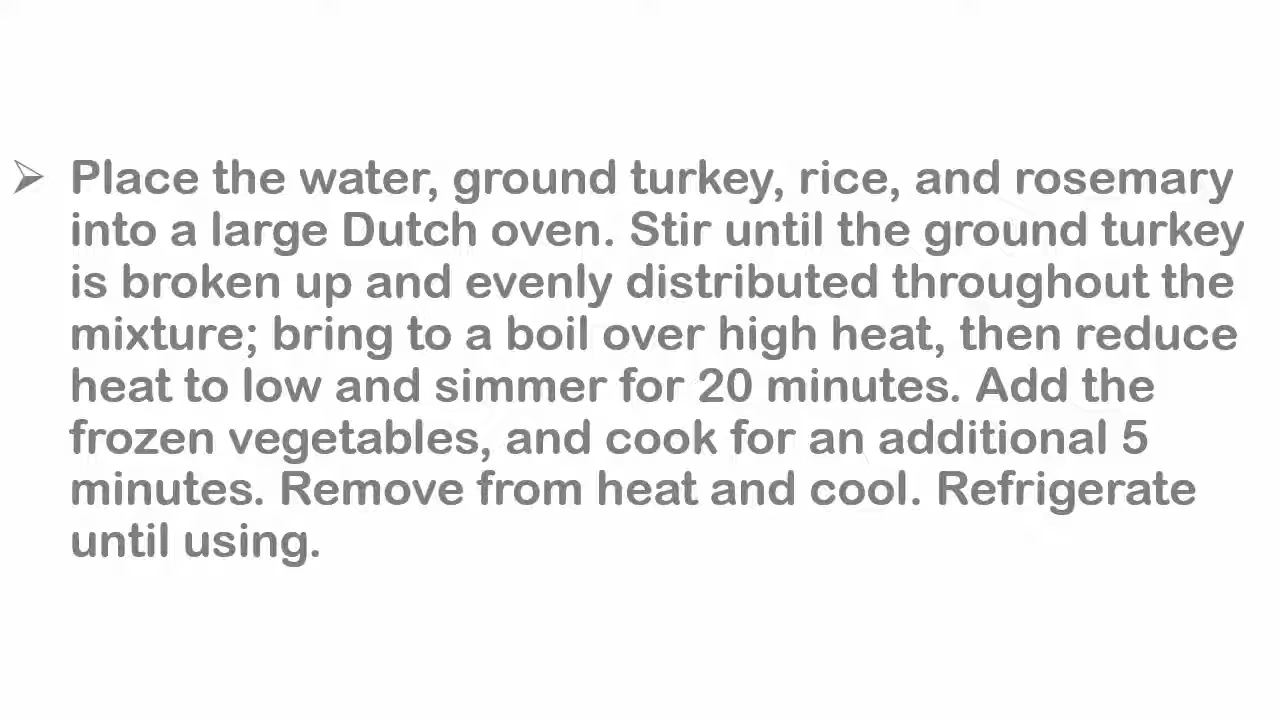 ➢ Place the water, ground turkey, rice, and rosemary
into a large Dutch oven. Stir until the ground turkey
is broken up and evenly distributed throughout the
mixture; bring to a boil over high heat, then reduce
heat to low and simmer for 20 minutes. Add the
frozen vegetables, and cook for an additional 5
minutes. Remove from heat and cool. Refrigerate
until using.